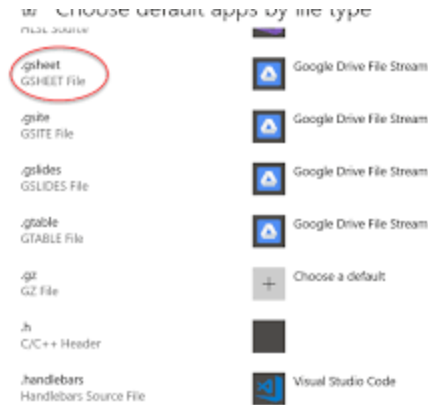 Choose default apps by file type
HLSL Source
.gsheet
GSHEET File
Google Drive File Stream
.gsite
GSITE File
Google Drive File Stream
.gslides
GSLIDES File
Google Drive File Stream
.gtable
GTABLE File
Google Drive File Stream
.gz
GZ File
Choose a default
.h
C/C++ Header
.handlebars
Handlebars Source File
Visual Studio Code